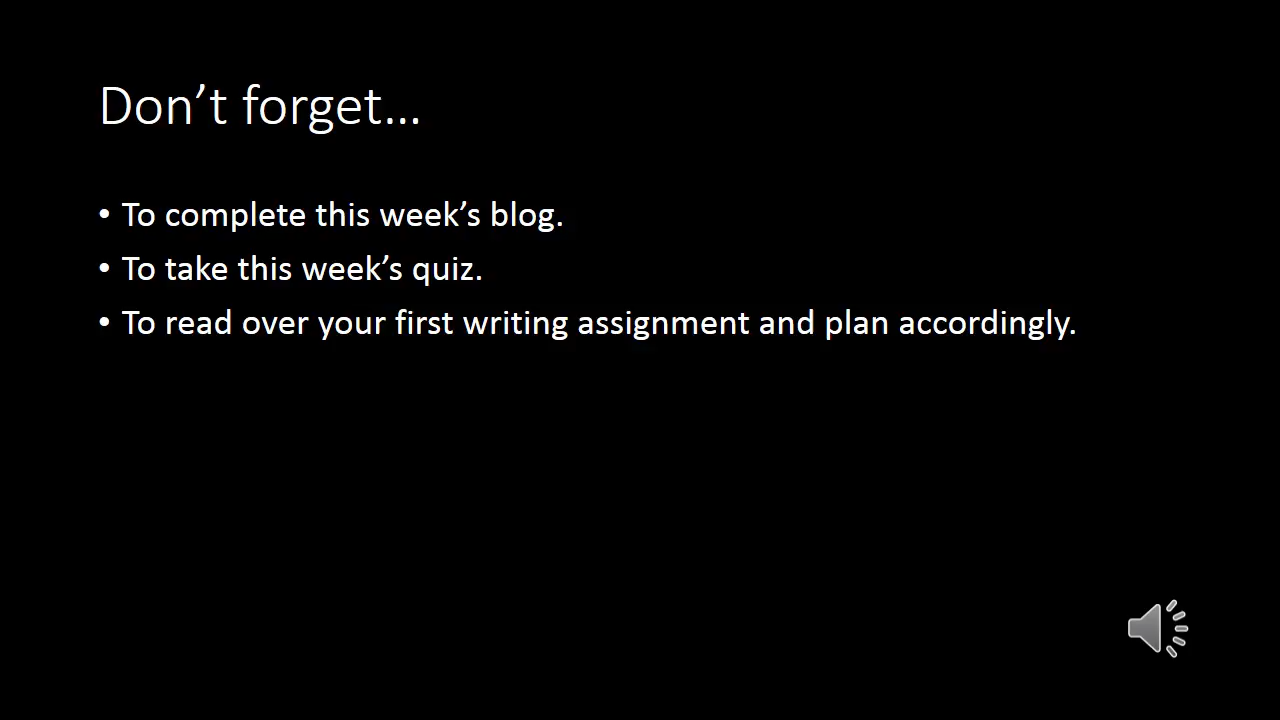 Don’t forget…
• To complete this week’s blog.
• To take this week’s quiz.
• To read over your first writing assignment and plan accordingly.